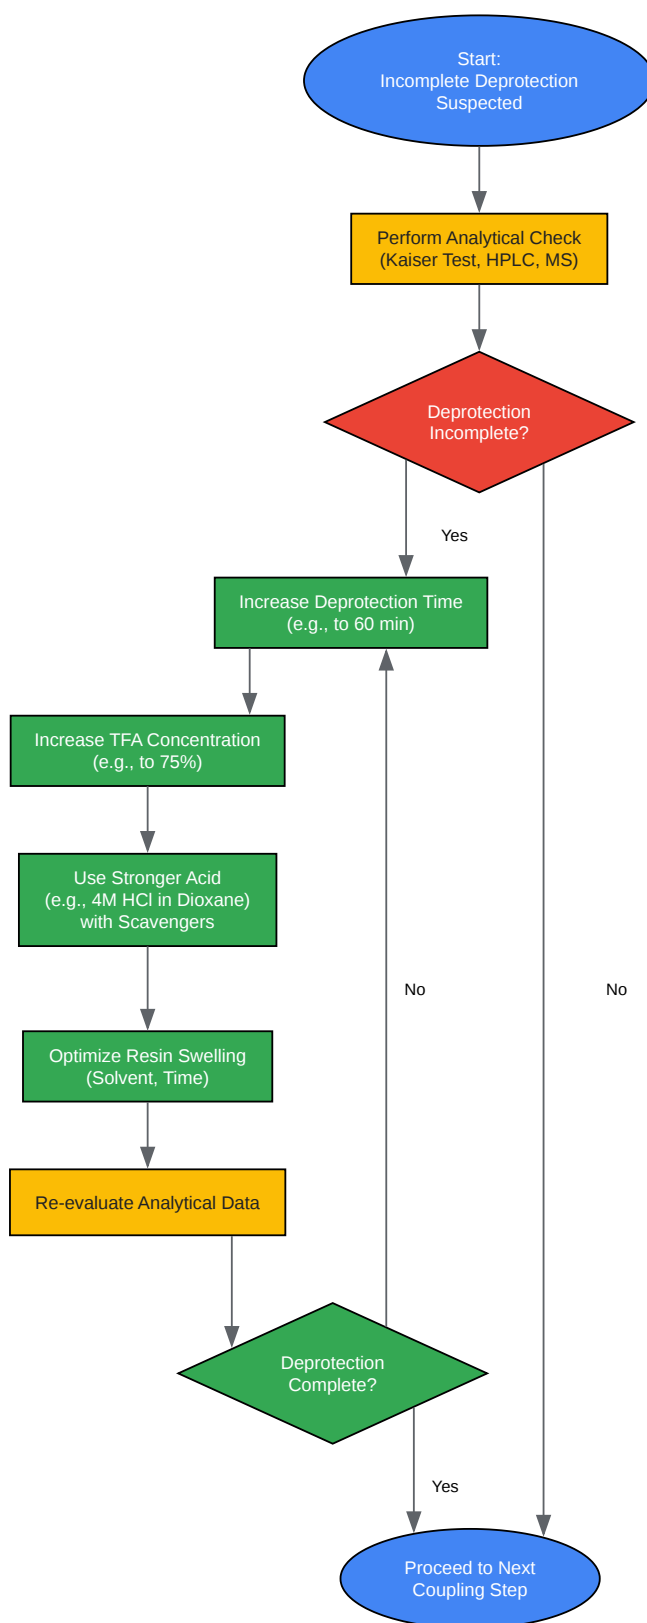 Start:
Incomplete Deprotection
Suspected
Perform Analytical Check
(Kaiser Test, HPLC, MS)
Deprotection
Incomplete?
Yes
Increase Deprotection Time
(e.g., to 60 min)
Increase TFA Concentration
(e.g., to 75%)
Use Stronger Acid
(e.g., 4M HCl in Dioxane)
with Scavengers
No
No
Optimize Resin Swelling
(Solvent, Time)
Re-evaluate Analytical Data
Deprotection
Complete?
Yes
Proceed to Next
Coupling Step